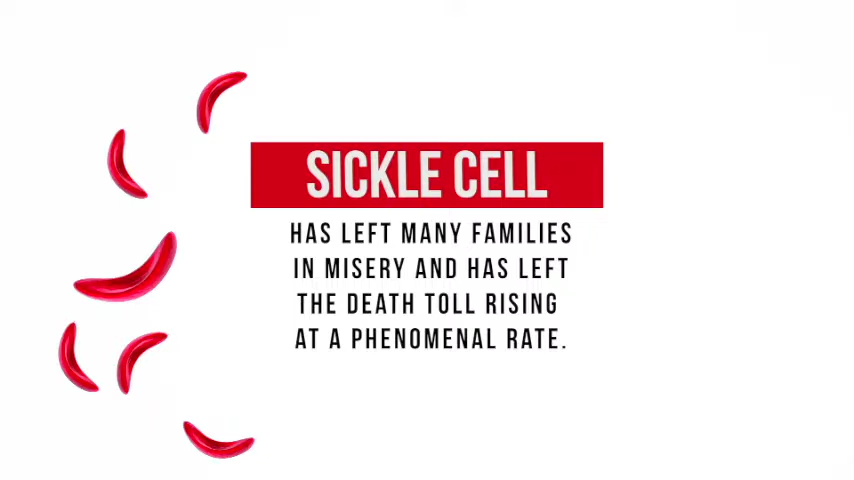 SICKLE CELL
HAS LEFT MANY FAMILIES
IN MISERY AND HAS LEFT
THE DEATH TOLL RISING
AT A PHENOMENAL RATE.